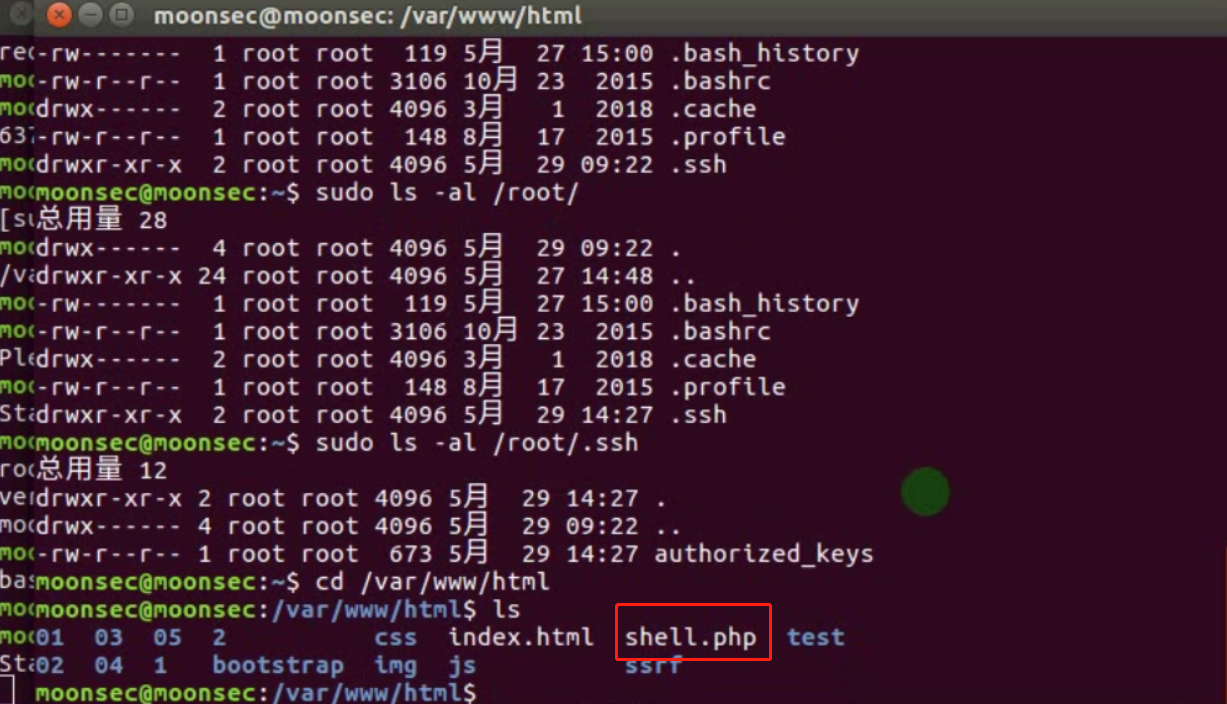 moonsec@moonsec: /var/www/html
-rw------- 1 root root 119 5月 27 15:00 .bash_history
-rw-r--r-- 1 root root 3106 10月 23 2015 .bashrc
drwx------ 2 root root 4096 3月 1 2018 .cache
-rw-r--r-- 1 root root 148 8月 17 2015 .profile
drwxr-xr-x 2 root root 4096 5月 29 09:22 .ssh
moonsec@moonsec:~$ sudo ls -al /root/
总用量 28
drwx------ 4 root root 4096 5月 29 09:22 .
drwxr-xr-x 24 root root 4096 5月 27 14:48 ..
-rw------- 1 root root 119 5月 27 15:00 .bash_history
-rw-r--r-- 1 root root 3106 10月 23 2015 .bashrc
drwx------ 2 root root 4096 3月 1 2018 .cache
-rw-r--r-- 1 root root 148 8月 17 2015 .profile
drwxr-xr-x 2 root root 4096 5月 29 14:27 .ssh
moonsec@moonsec:~$ sudo ls -al /root/.ssh
总用量 12
drwxr-xr-x 2 root root 4096 5月 29 14:27 .
drwx------ 4 root root 4096 5月 29 09:22 ..
-rw-r--r-- 1 root root 673 5月 29 14:27 authorized_keys
moonsec@moonsec:~$ cd /var/www/html
moonsec@moonsec:/var/www/html$ ls
01 03 05 2 css index.html shell.php test
02 04 1 bootstrap img js ssrf
moonsec@moonsec:/var/www/html$